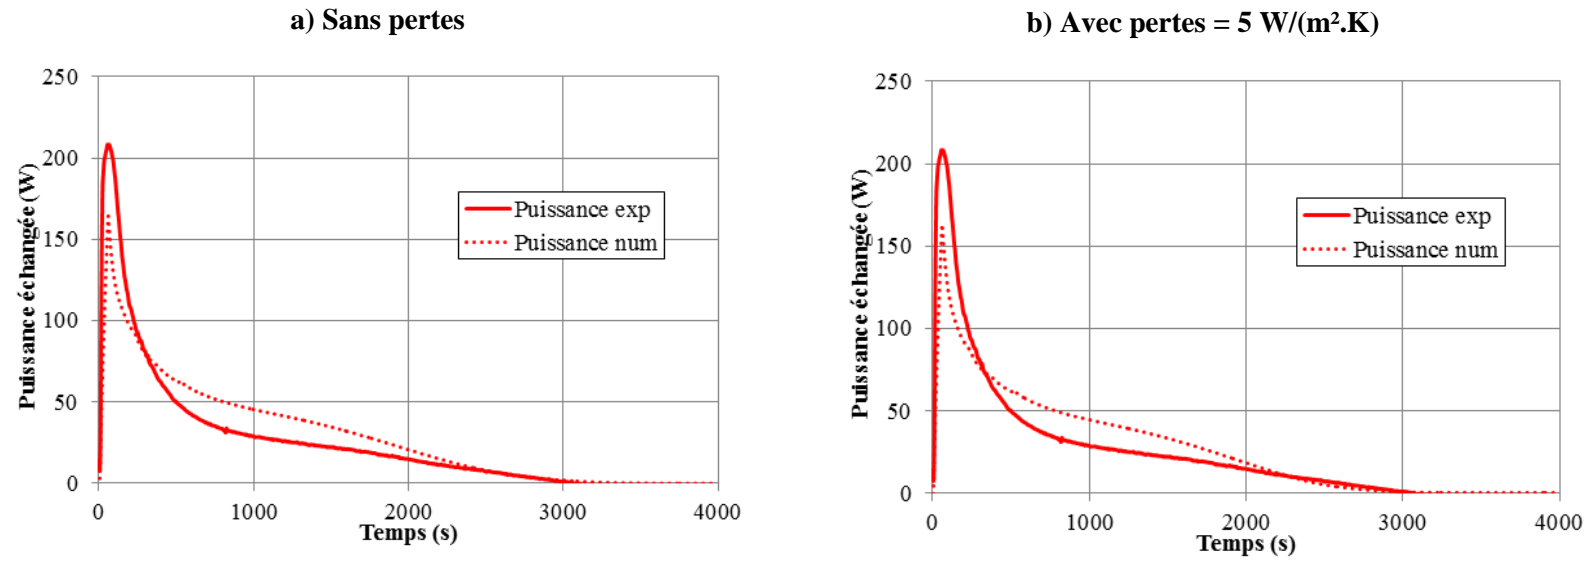 a) Sans pertes
250
200
150
100
50
0
0 1000 2000 3000 4000
Puissance échangée (W)
Temps (s)
Puissance exp
Puissance num
b) Avec pertes = 5 W/(m².K)
250
200
150
100
50
0
0 1000 2000 3000 4000
Puissance échangée (W)
Temps (s)
Puissance exp
Puissance num